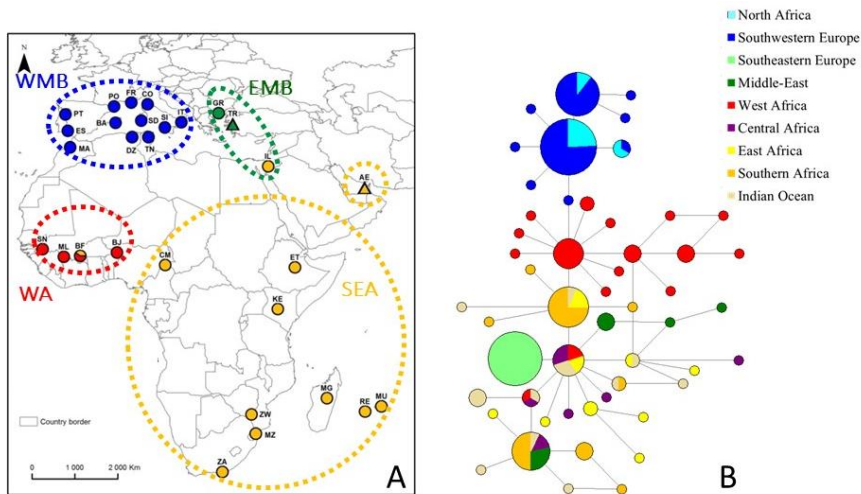 N
WMB
EMB
PO
FR
CO
GR
TR
PT
BA
SD
SI
IT
ES
MA
DZ
TN
IL
AE
SN
ML
BF
BJ
CM
ET
WA
SEA
KE
MG
RE
MU
ZW
MZ
ZA
Country border
0 1 000 2 000 Km
A
North Africa
Southwestern Europe
Southeastern Europe
Middle-East
West Africa
Central Africa
East Africa
Southern Africa
Indian Ocean
B